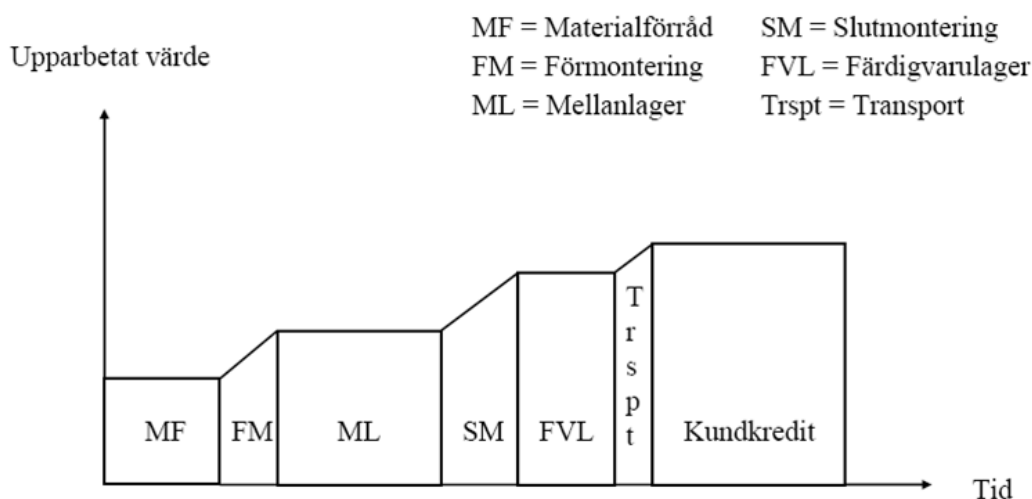 Upparbetat värde
MF = Materialförråd
FM = Förmontering
ML = Mellanlager
SM = Slutmontering
FVL = Färdigvarulager
Trspt = Transport
MF
FM
ML
SM
FVL
Trspt
Kundkredit
Tid